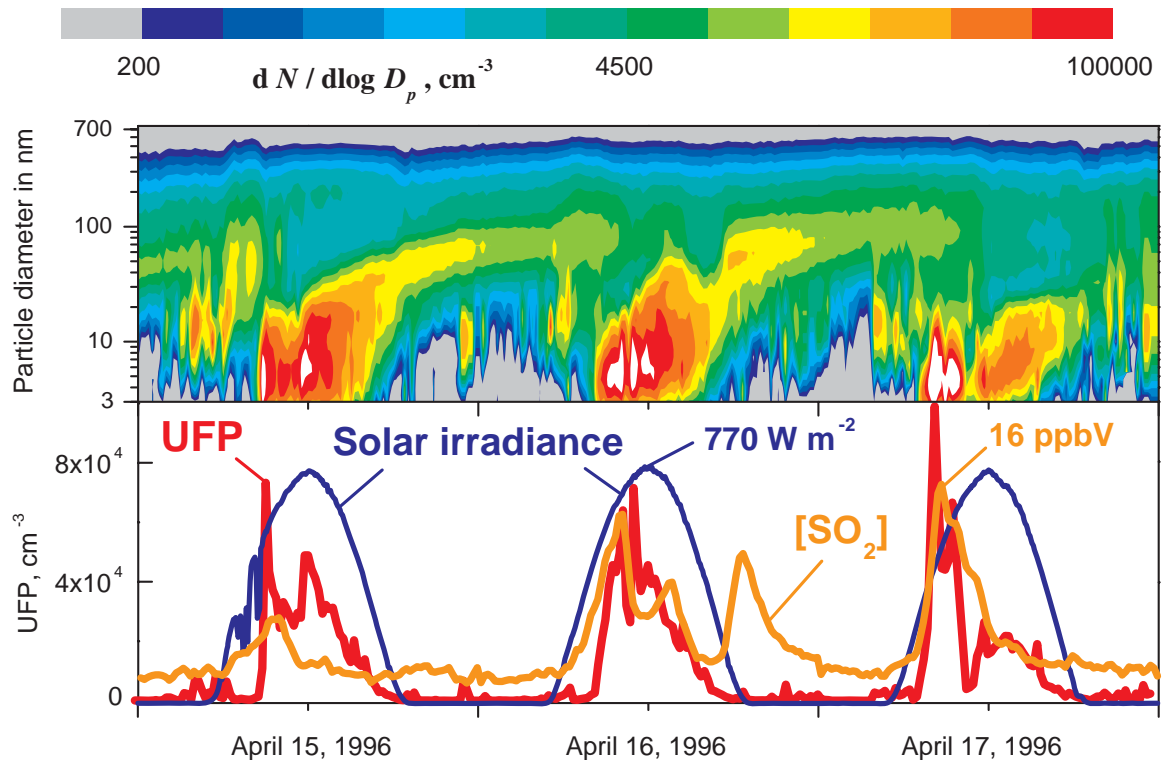 200 4500 100000
d N / dlog Dₚ , cm⁻³
Particle diameter in nm
700
100
10
3
UFP, cm⁻³
8x10⁴
4x10⁴
0
UFP
Solar irradiance
770 W m⁻²
16 ppbV
[SO₂]
April 15, 1996 April 16, 1996 April 17, 1996